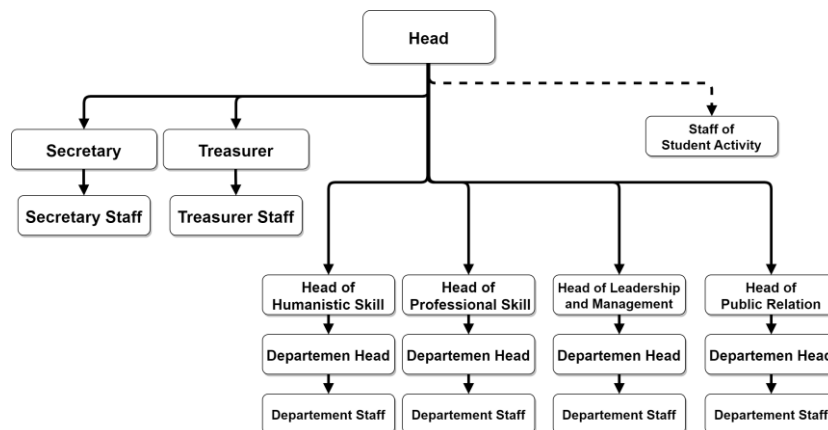 Head
Staff of
Student Activity
Secretary
Treasurer
Secretary Staff
Treasurer Staff
Head of
Humanistic Skill
Head of
Professional Skill
Head of Leadership
and Management
Head of
Public Relation
Departemen Head
Departemen Head
Departemen Head
Departemen Head
Departement Staff
Departement Staff
Departement Staff
Departement Staff